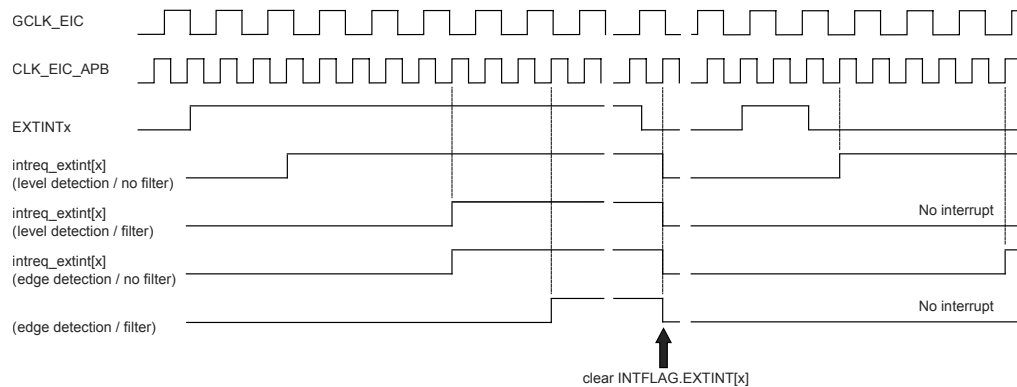 GCLK_EIC
CLK_EIC_APB
EXTINTx
intreq_extint[x]
(level detection / no filter)
intreq_extint[x]
(level detection / filter)
No interrupt
intreq_extint[x]
(edge detection / no filter)
(edge detection / filter)
No interrupt
clear INTFLAG.EXTINT[x]